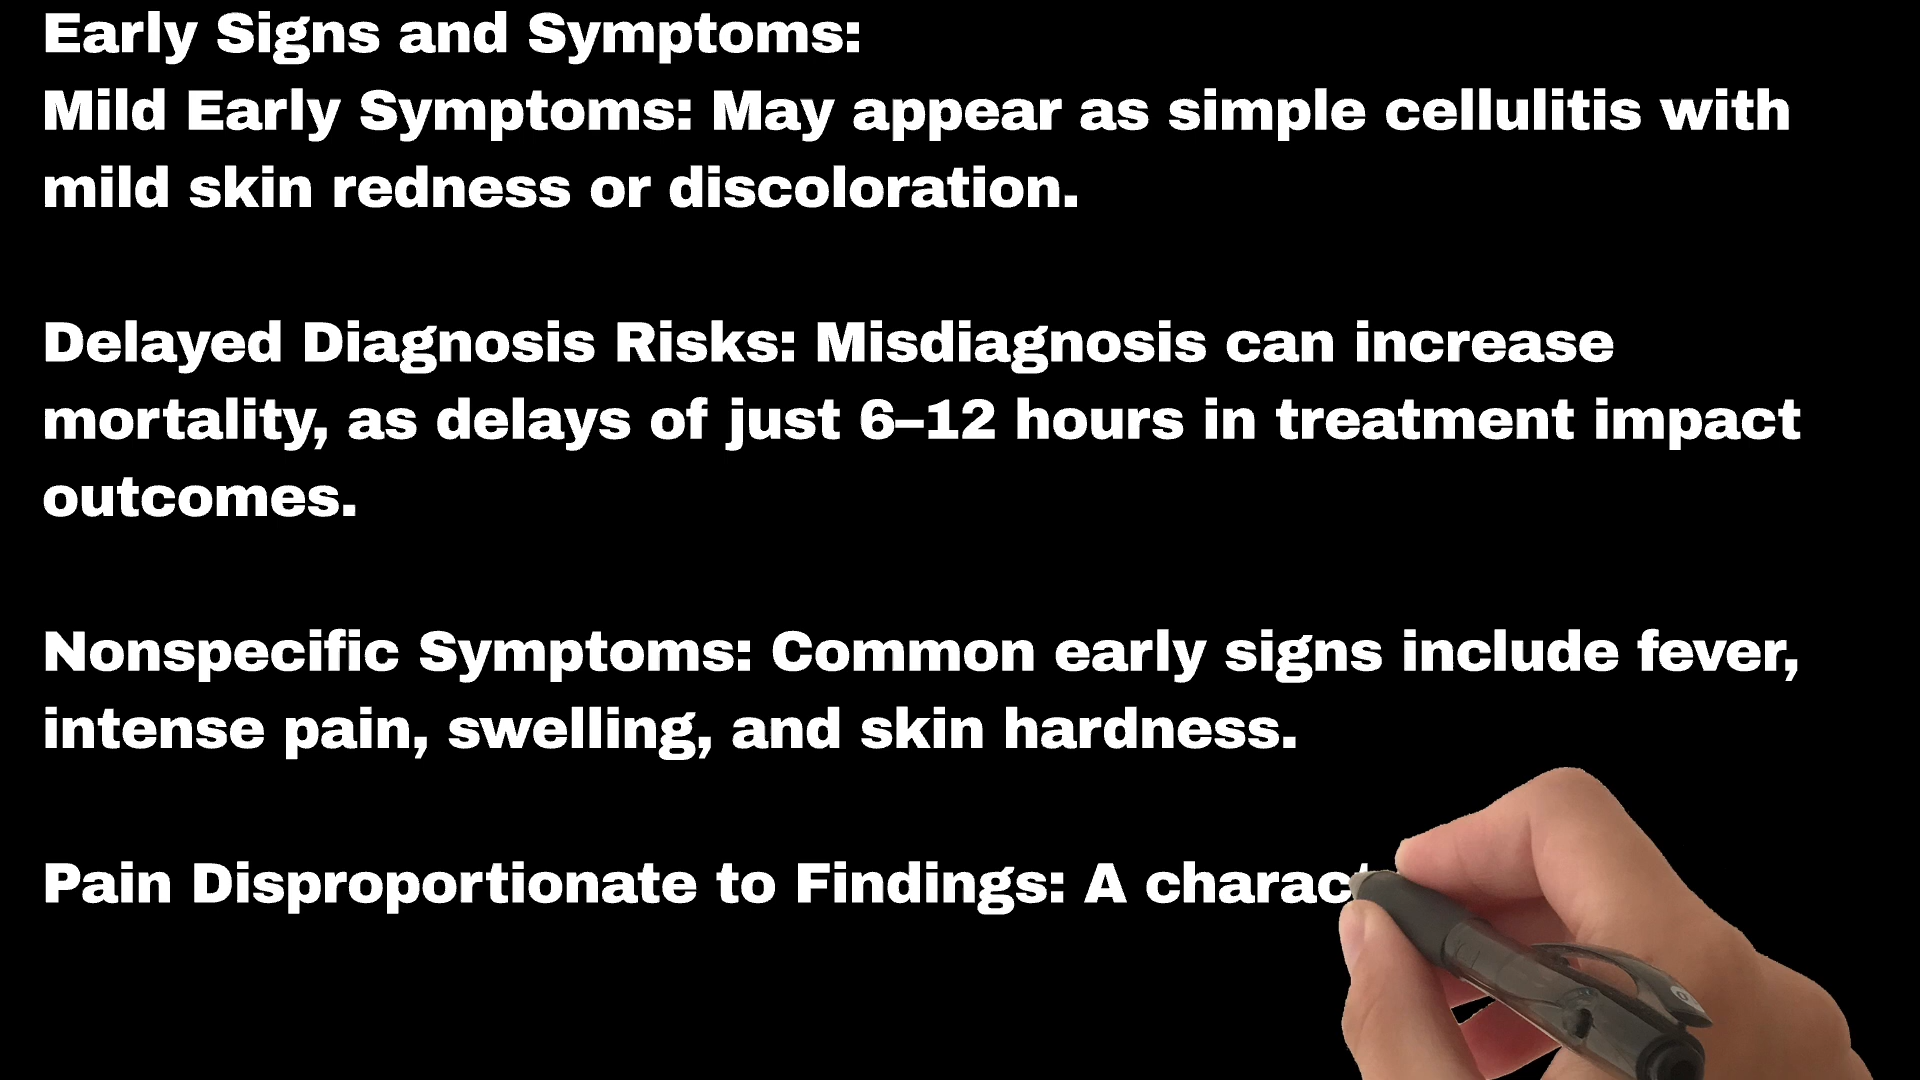 Early Signs and Symptoms:
Mild Early Symptoms: May appear as simple cellulitis with
mild skin redness or discoloration.
Delayed Diagnosis Risks: Misdiagnosis can increase
mortality, as delays of just 6–12 hours in treatment impact
outcomes.
Nonspecific Symptoms: Common early signs include fever,
intense pain, swelling, and skin hardness.
Pain Disproportionate to Findings: A charact